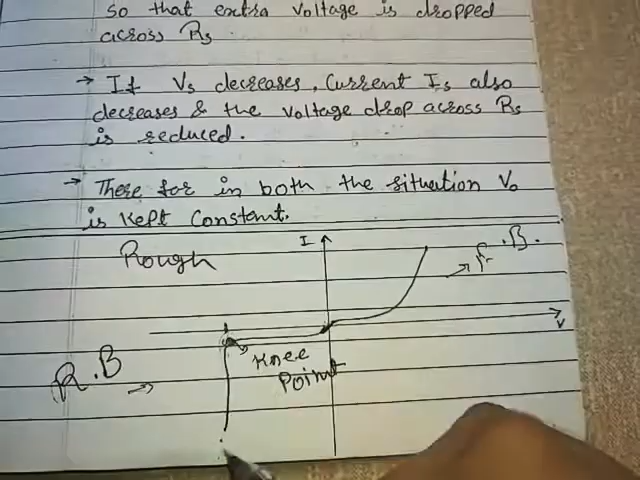 so that extra voltage is dropped
across Rs
→ If Vs decreases, Current Is also
decreases & the voltage drop across Rs
is reduced.
→ There for in both the situation Vo
is kept Constant.
Rough
I
→ F.B.
V
Knee
Point
R.B →